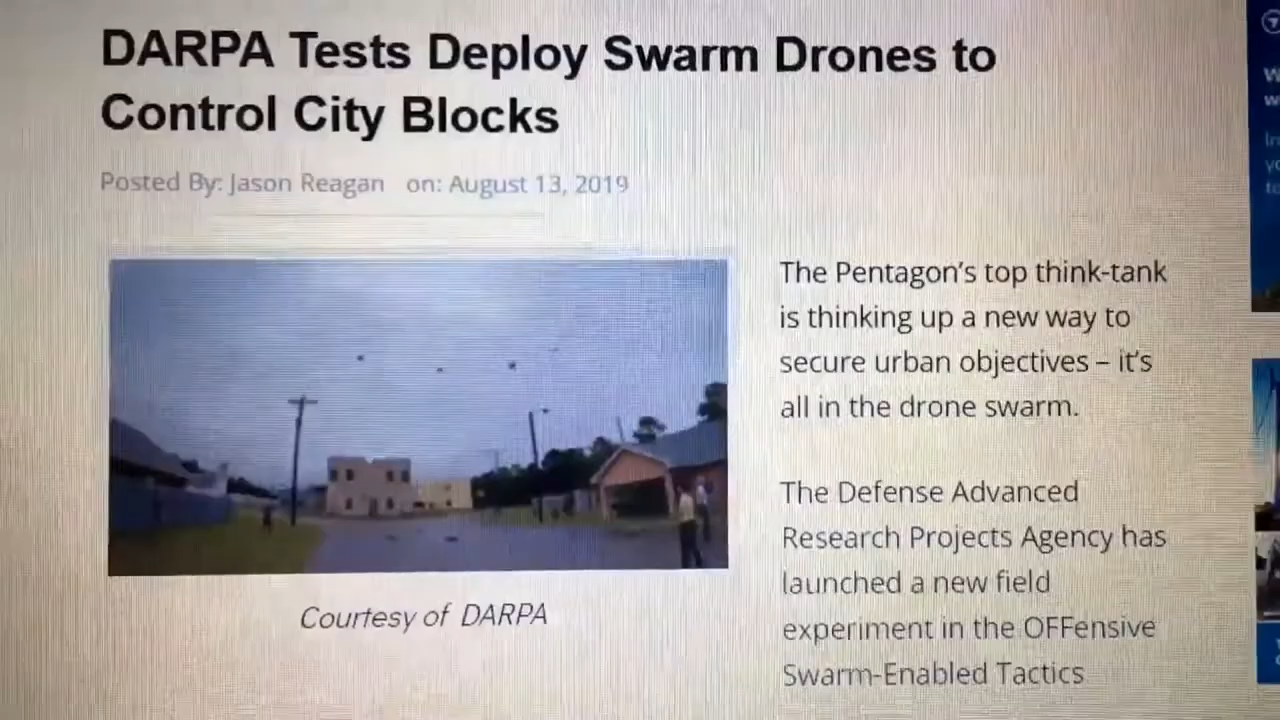 DARPA Tests Deploy Swarm Drones to
Control City Blocks
Posted By: Jason Reagan on: August 13, 2019
The Pentagon's top think-tank
is thinking up a new way to
secure urban objectives – it's
all in the drone swarm.
The Defense Advanced
Research Projects Agency has
launched a new field
experiment in the OFFensive
Swarm-Enabled Tactics
Courtesy of DARPA